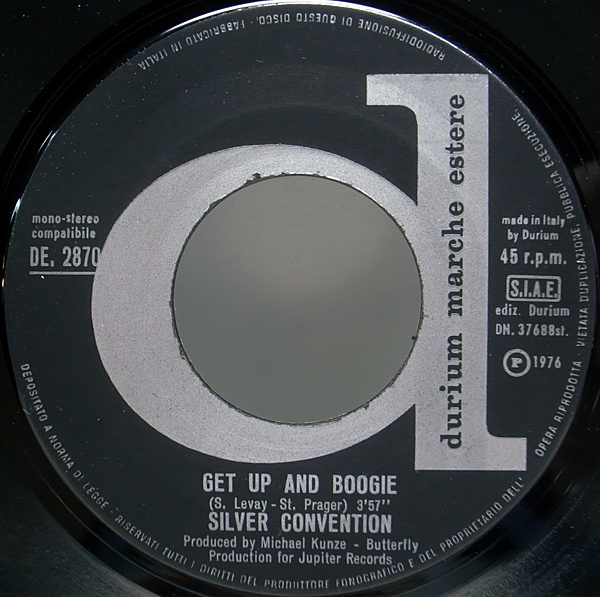 RADIODIFFUSIONE DI QUESTO DISCO. FABBRICATO IN ITALIA
durium marche estere
mono-stereo
compatibile
DE. 2870
made in Italy
by Durium
45 r.p.m.
S.I.A.E.
ediz. Durium
DN. 37688st.
P 1976
GET UP AND BOOGIE
(S. Levay - St. Prager) 3'57''
SILVER CONVENTION
Produced by Michael Kunze - Butterfly
Production for Jupiter Records
DEPOSITATO A NORMA DI LEGGE - RISERVATI TUTTI I DIRITTI DEL PRODUTTORE FONOGRAFICO E DEL PROPRIETARIO DELL' OPERA RIPRODOTTA - VIETATA DUPLICAZIONE, PUBBLICA ESECUZIONE,